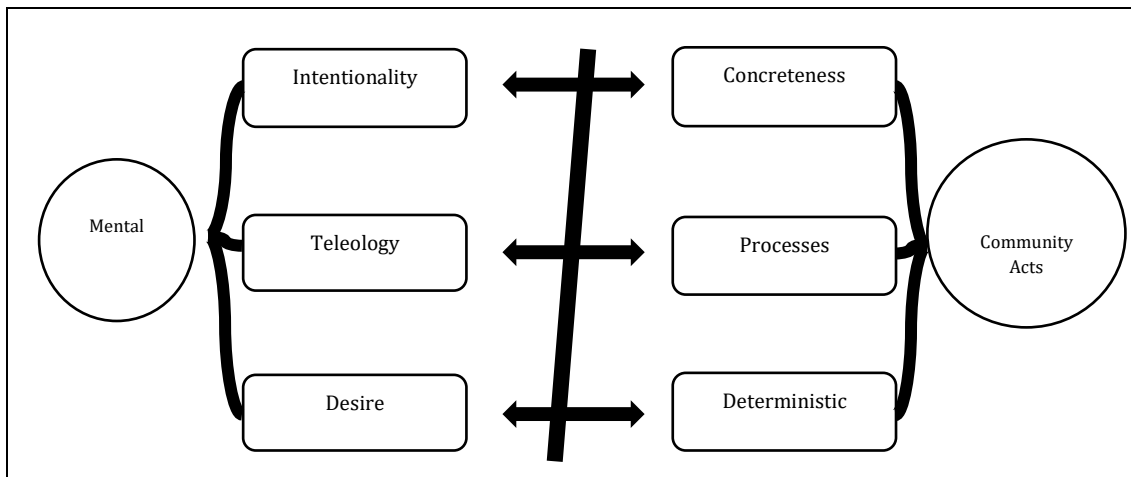 Intentionality
Concreteness
Mental
Teleology
Processes
Community
Acts
Desire
Deterministic